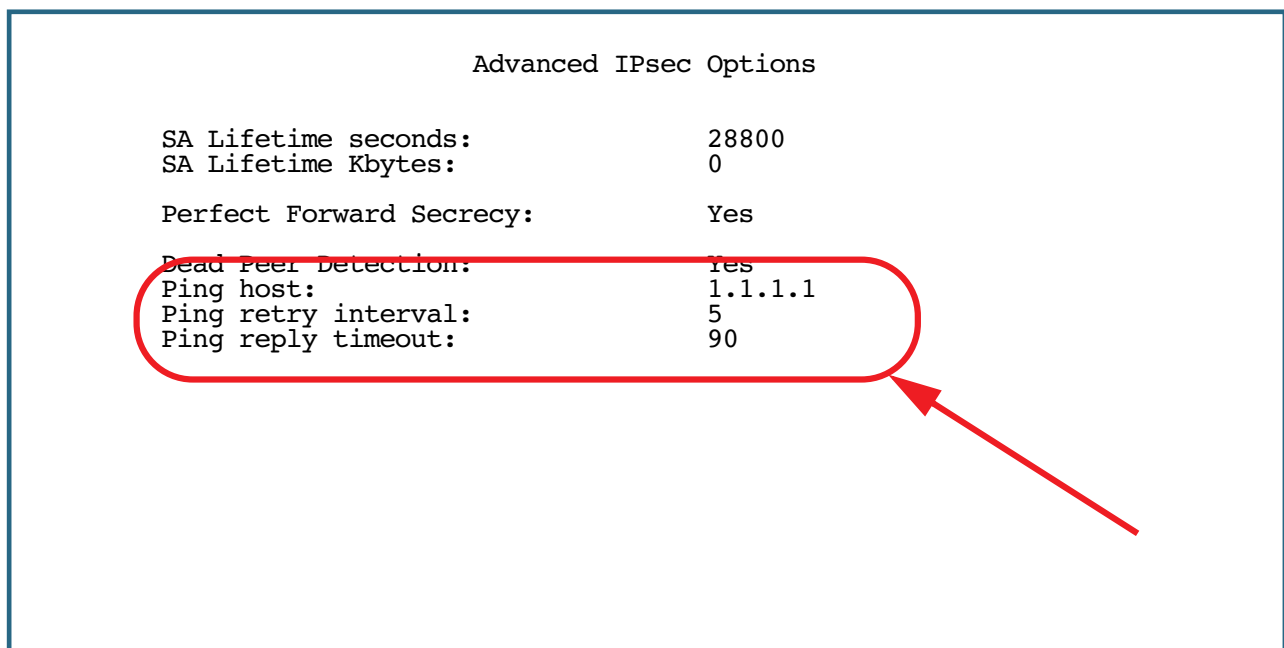 Advanced IPsec Options
SA Lifetime seconds: 28800
SA Lifetime Kbytes: 0
Perfect Forward Secrecy: Yes
Dead Peer Detection: Yes
Ping host: 1.1.1.1
Ping retry interval: 5
Ping reply timeout: 90